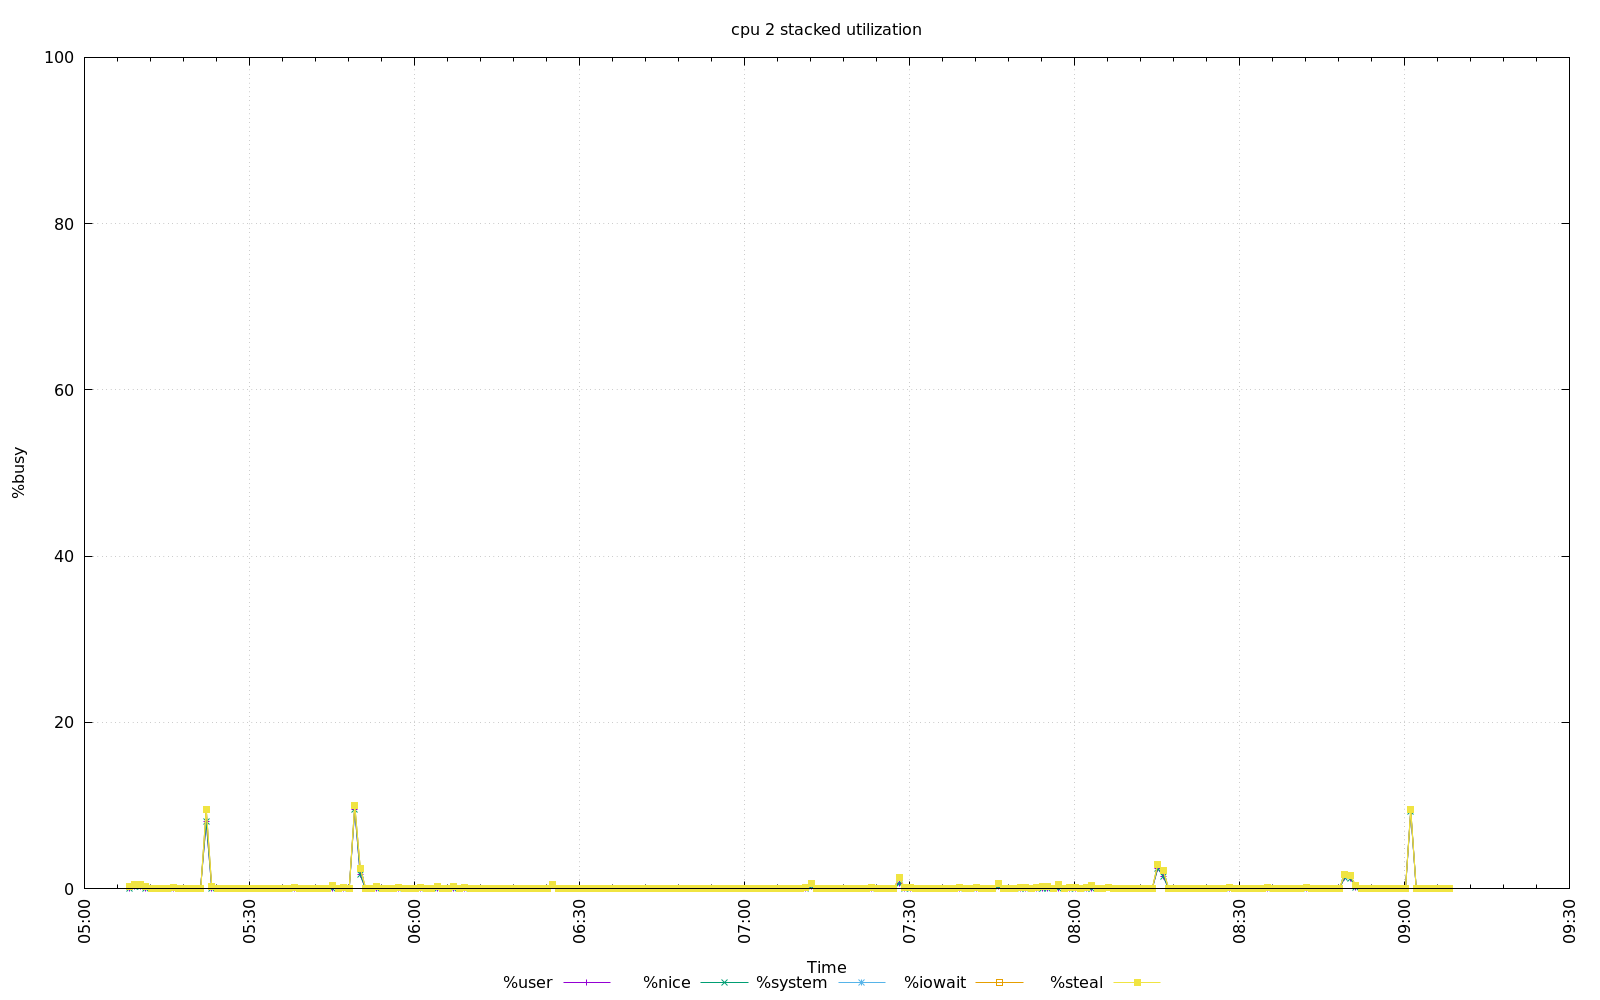 cpu 2 stacked utilization
100
80
60
40
20
0
%busy
05:00 05:30 06:00 06:30 07:00 07:30 08:00 08:30 09:00 09:30
Time
%user %nice %system %iowait %steal